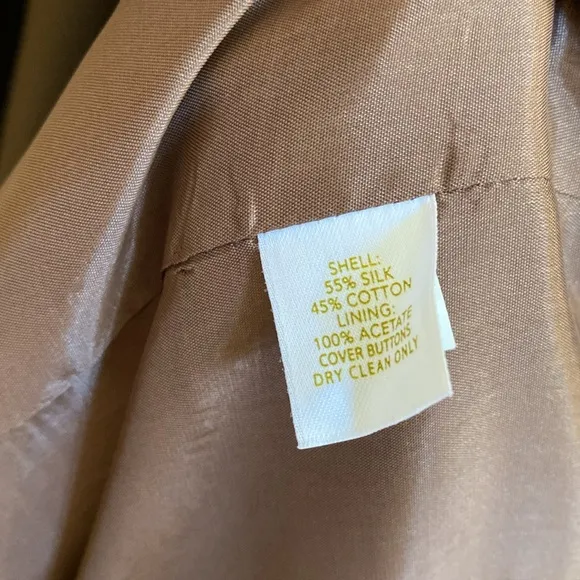 SHELL:
55% SILK
45% COTTON
LINING:
100% ACETATE
COVER BUTTONS
DRY CLEAN ONLY